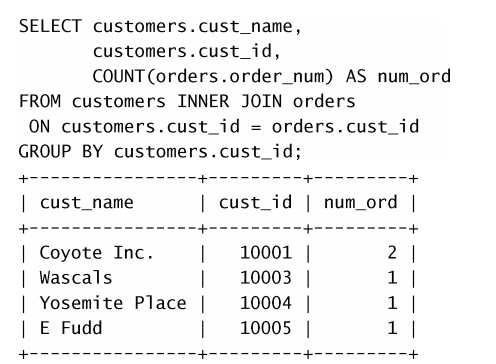 SELECT customers.cust_name,
       customers.cust_id,
       COUNT(orders.order_num) AS num_ord
FROM customers INNER JOIN orders
 ON customers.cust_id = orders.cust_id
GROUP BY customers.cust_id;
+----------------+---------+---------+
| cust_name      | cust_id | num_ord |
+----------------+---------+---------+
| Coyote Inc.    |   10001 |       2 |
| Wascals        |   10003 |       1 |
| Yosemite Place |   10004 |       1 |
| E Fudd         |   10005 |       1 |
+----------------+---------+---------+